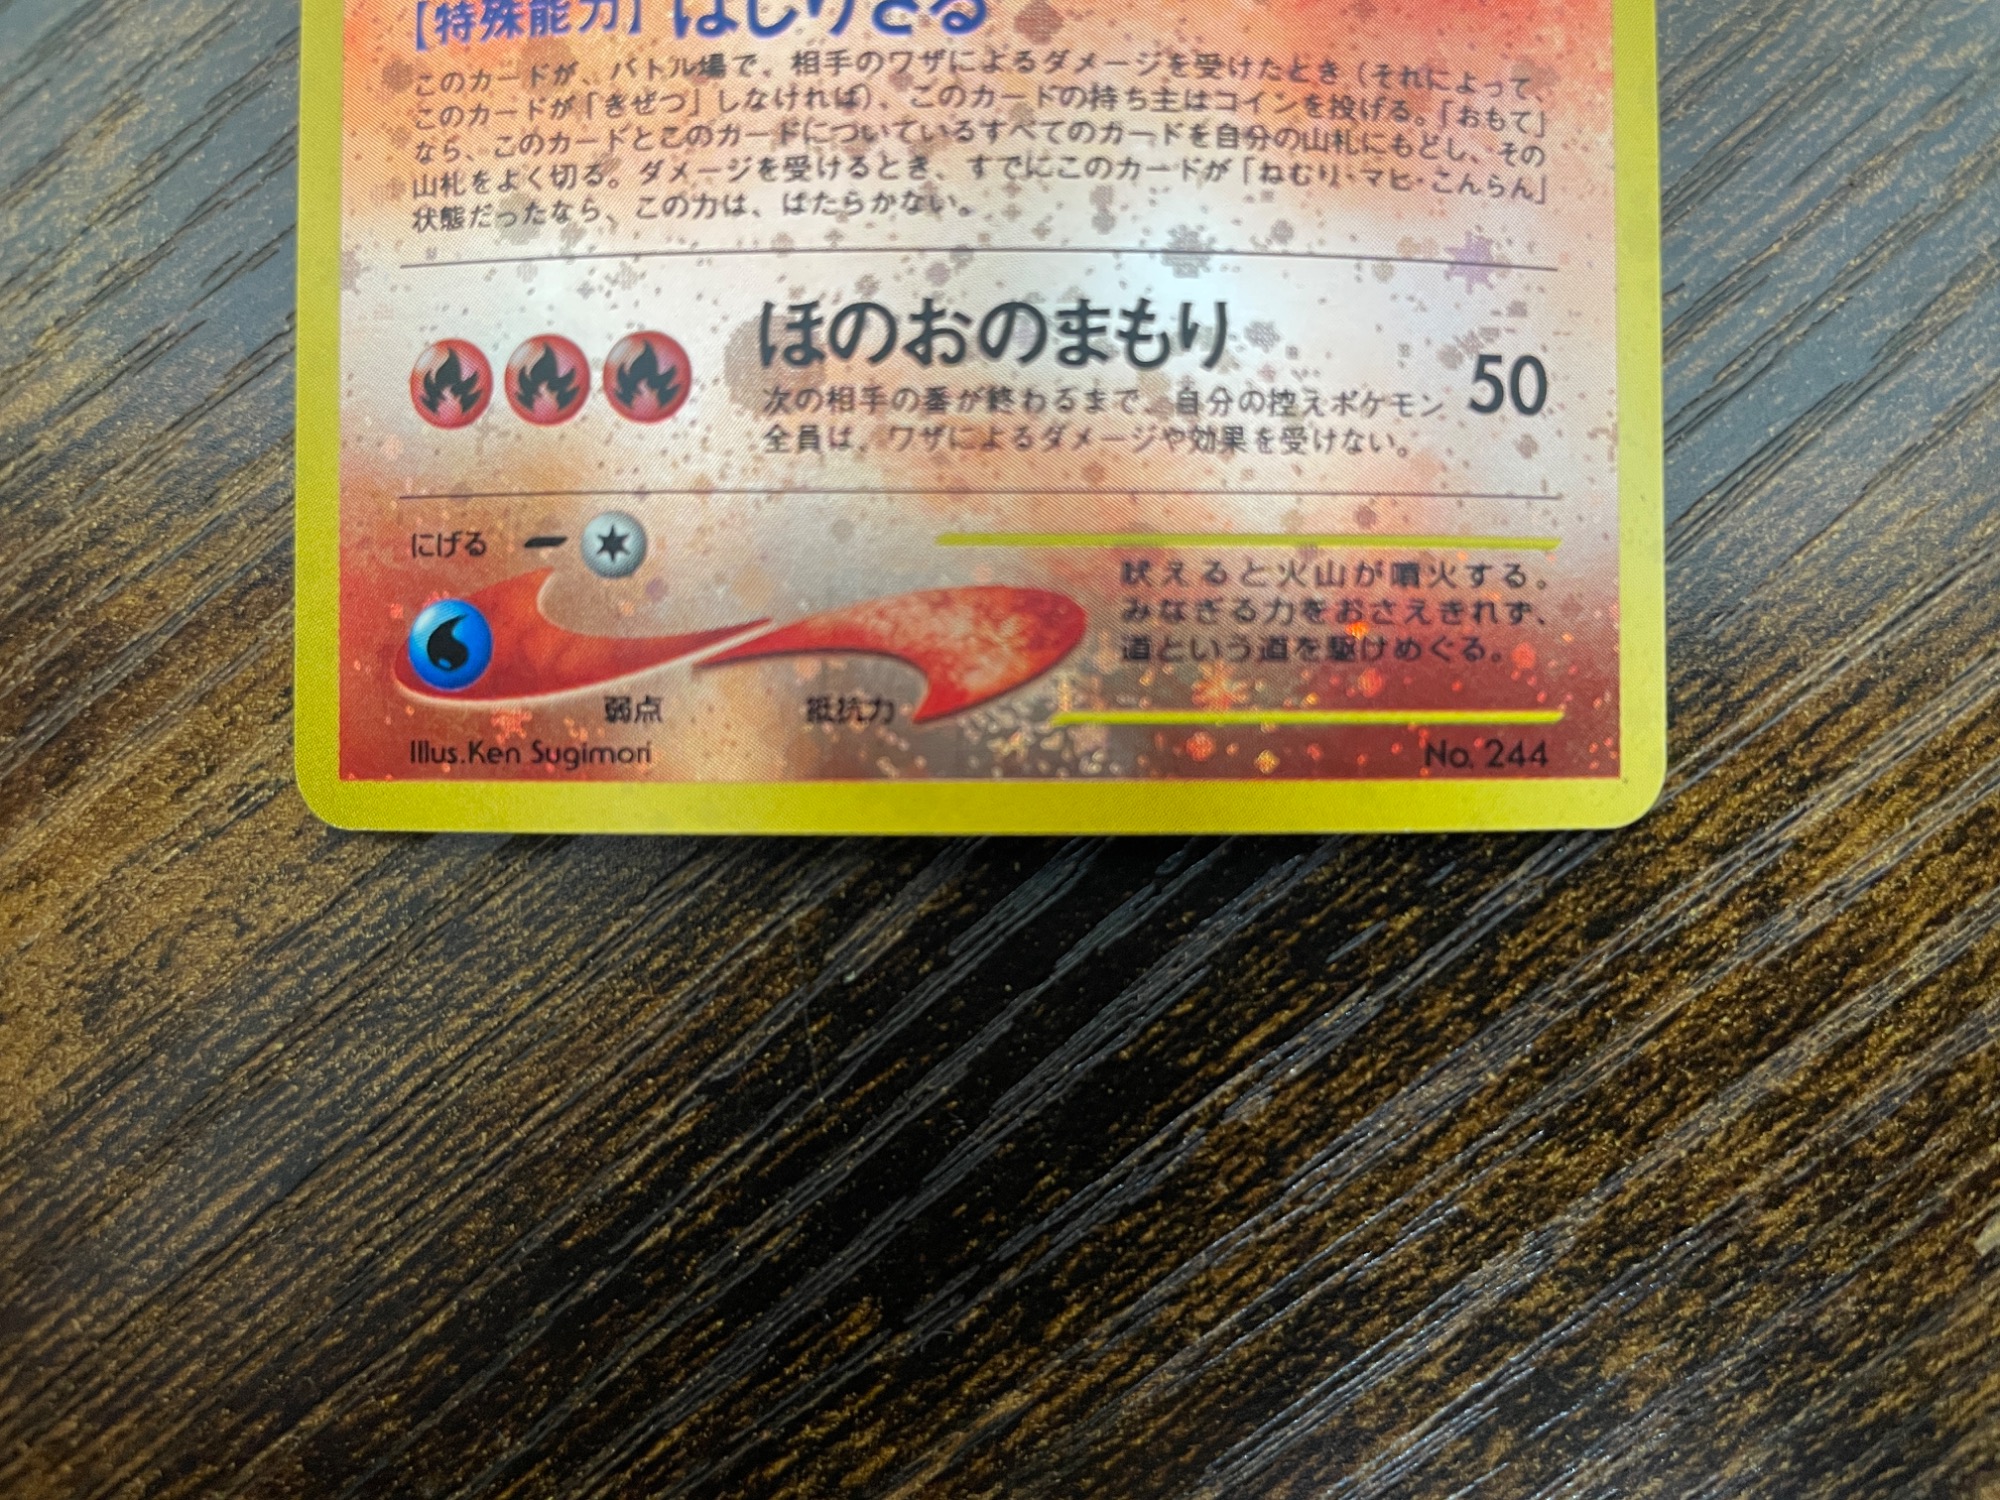 【特殊能力】はしりさる
このカードが、バトル場で、相手のワザによるダメージを受けたとき（それによって、
このカードが「きぜつ」しなければ）、このカードの持ち主はコインを投げる。「おもて」
なら、このカードとこのカードについているすべてのカードを自分の山札にもどし、その
山札をよく切る。ダメージを受けるとき、すでにこのカードが「ねむり・マヒ・こんらん」
状態だったなら、この力は、はたらかない。
ほのおのまもり
50
次の相手の番が終わるまで、自分の控えポケモン
全員は、ワザによるダメージや効果を受けない。
にげる
吠えると火山が噴火する。
みなぎる力をおさえきれず、
道という道を駆けめぐる。
弱点 抵抗力
Illus.Ken Sugimori
No. 244